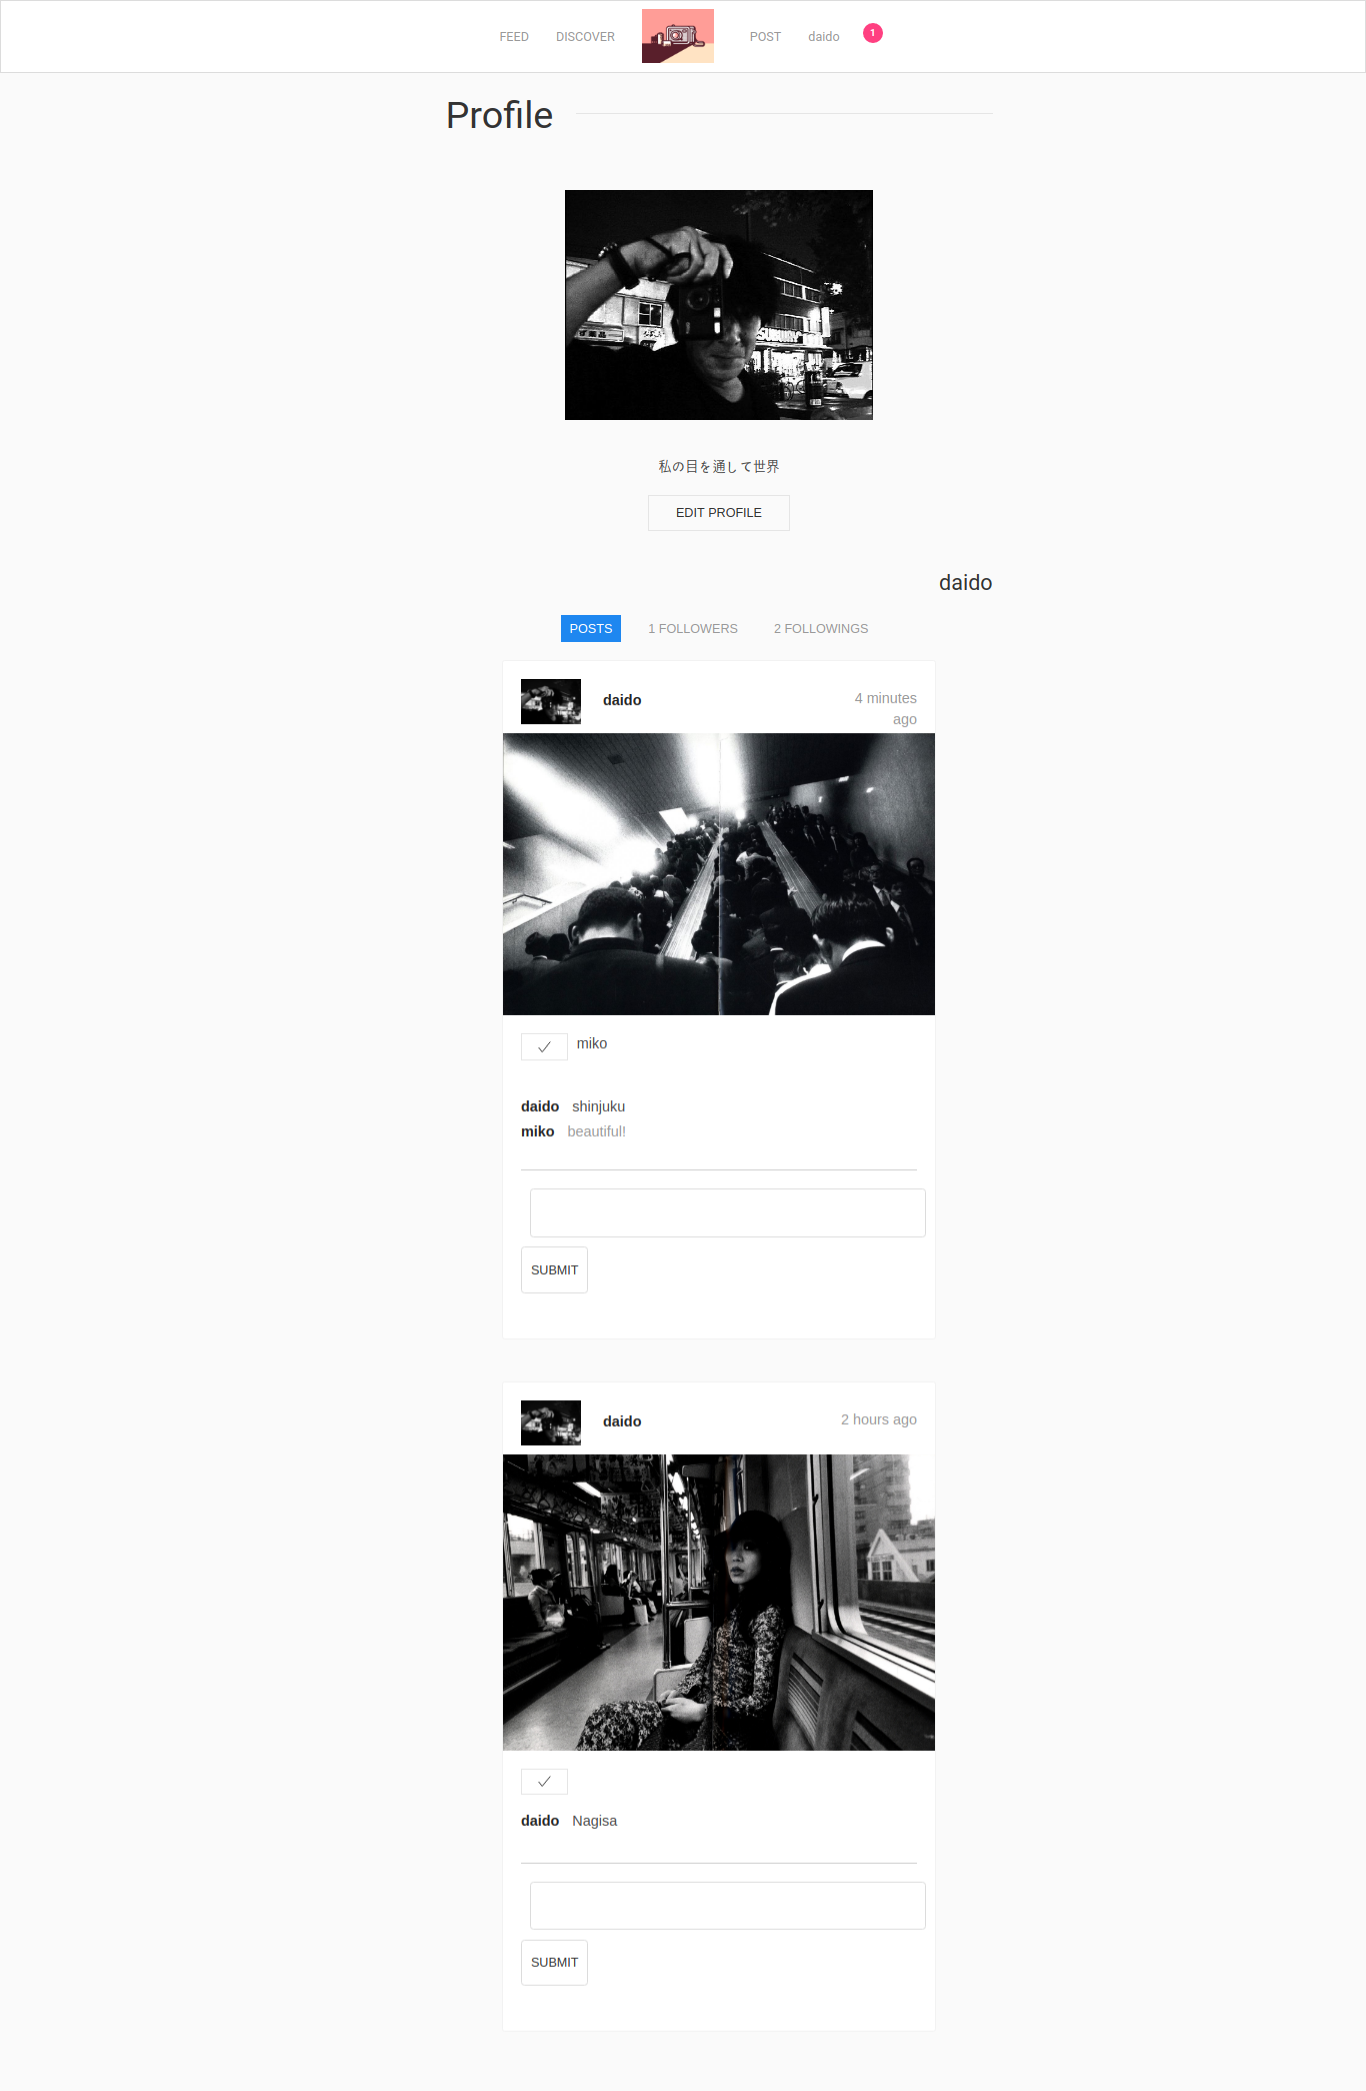 FEED DISCOVER POST daido 1
Profile
SUBWAY
私の目を通して世界
EDIT PROFILE
daido
POSTS 1 FOLLOWERS 2 FOLLOWINGS
daido 4 minutes
ago
miko
daido shinjuku
miko beautiful!
SUBMIT
daido 2 hours ago
daido Nagisa
SUBMIT